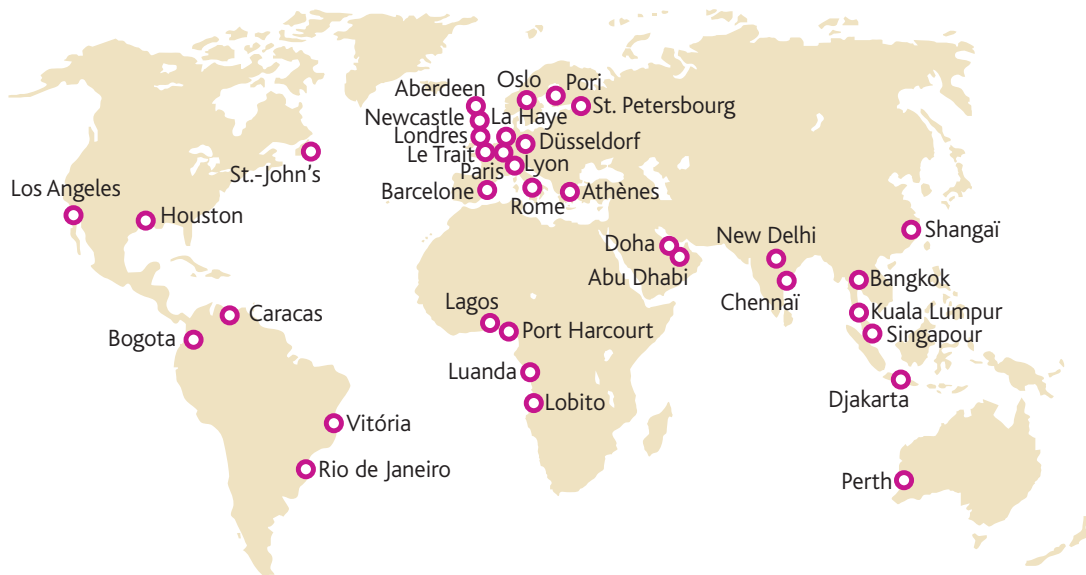 Oslo
Pori
Aberdeen
St. Petersbourg
Newcastle
La Haye
Londres
Düsseldorf
Le Trait
Paris
Lyon
St.-John's
Los Angeles
Barcelone
Rome
Athènes
Houston
Shangaï
New Delhi
Doha
Abu Dhabi
Bangkok
Chennaï
Lagos
Caracas
Kuala Lumpur
Port Harcourt
Singapour
Bogota
Luanda
Djakarta
Lobito
Vitória
Rio de Janeiro
Perth